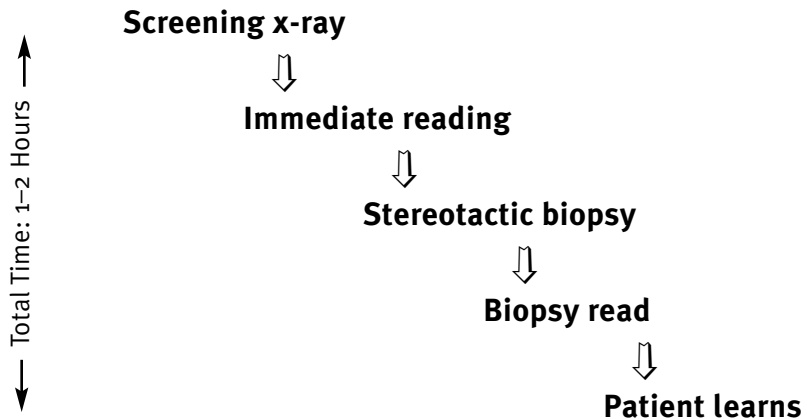 Screening x-ray
Immediate reading
Stereotactic biopsy
Biopsy read
Patient learns
Total Time: 1–2 Hours